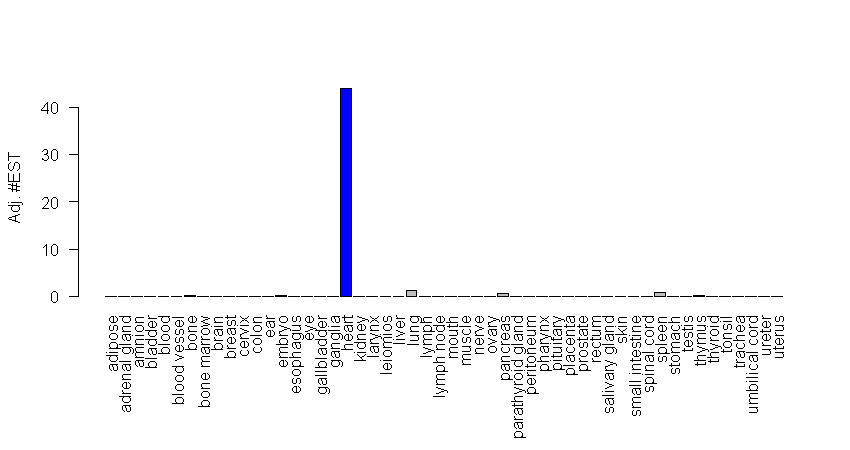 Adj. #EST
40
30
20
10
0
adipose
adrenal gland
amnion
bladder
blood
blood vessel
bone
bone marrow
brain
breast
cervix
colon
ear
embryo
esophagus
eye
gallbladder
ganglia
heart
kidney
larynx
leiomios
liver
lung
lymph
lymph node
mouth
muscle
nerve
ovary
pancreas
parathyroid gland
peritoneum
pharynx
pituitary
placenta
prostate
rectum
salivary gland
skin
small intestine
spinal cord
spleen
stomach
testis
thymus
thyroid
tonsil
trachea
umbilical cord
ureter
uterus